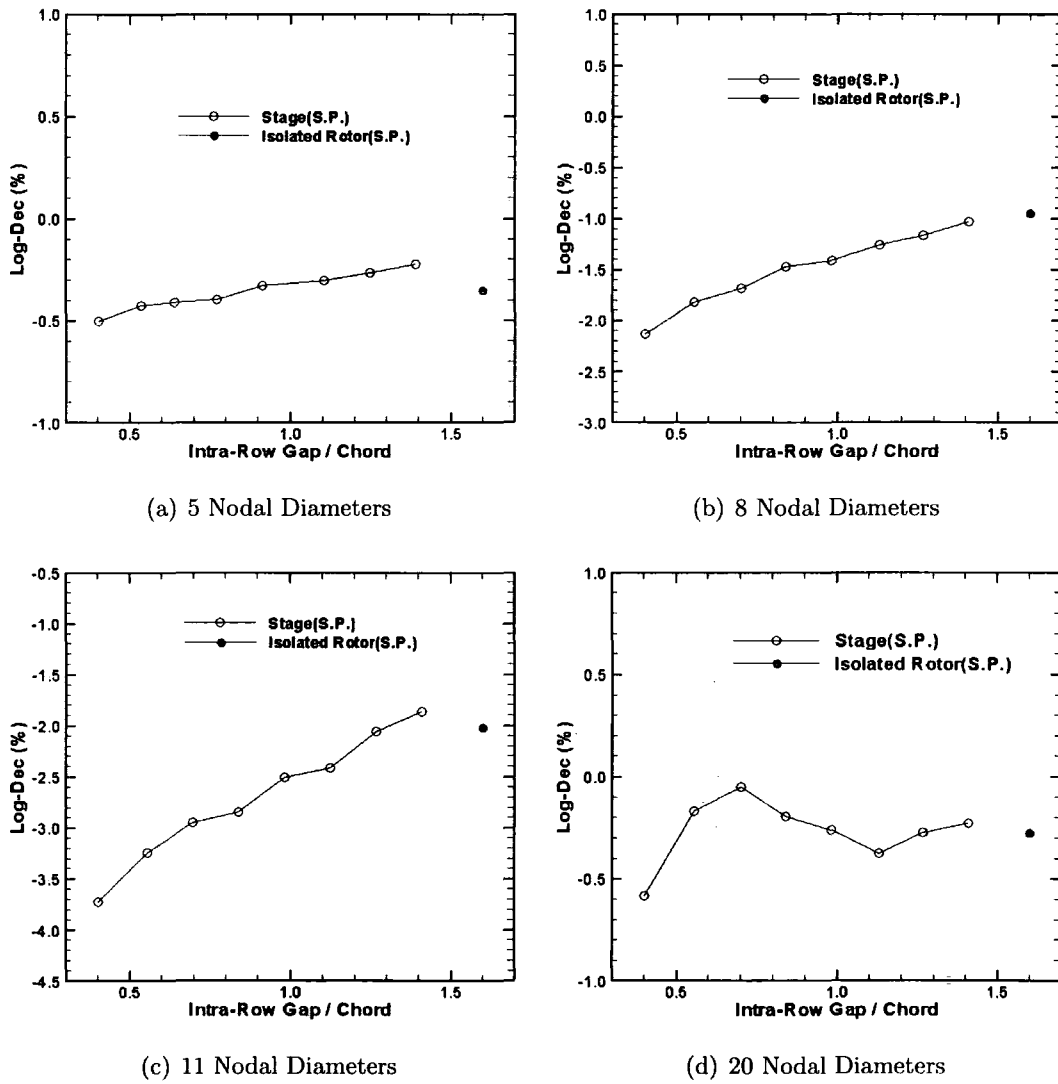 1.0
0.5
0.0
-0.5
-1.0
Log-Dec (%)
Stage(S.P.)
Isolated Rotor(S.P.)
0.5 1.0 1.5
Intra-Row Gap / Chord
(a) 5 Nodal Diameters
1.0
0.5
0.0
-0.5
-1.0
-1.5
-2.0
-2.5
-3.0
Log-Dec (%)
Stage(S.P.)
Isolated Rotor(S.P.)
0.5 1.0 1.5
Intra-Row Gap / Chord
(b) 8 Nodal Diameters
-0.5
-1.0
-1.5
-2.0
-2.5
-3.0
-3.5
-4.0
-4.5
Log-Dec (%)
Stage(S.P.)
Isolated Rotor(S.P.)
0.5 1.0 1.5
Intra-Row Gap / Chord
(c) 11 Nodal Diameters
1.0
0.5
0.0
-0.5
-1.0
Log-Dec (%)
Stage(S.P.)
Isolated Rotor(S.P.)
0.5 1.0 1.5
Intra-Row Gap / Chord
(d) 20 Nodal Diameters